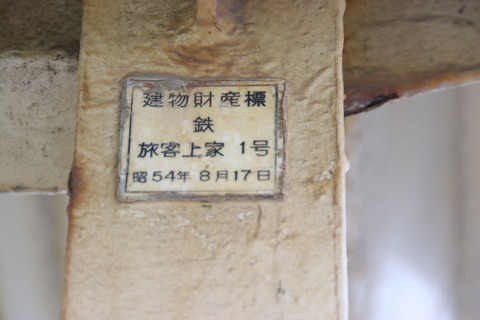 建物財産標
鉄
旅客上家 1号
昭54年 8月17日